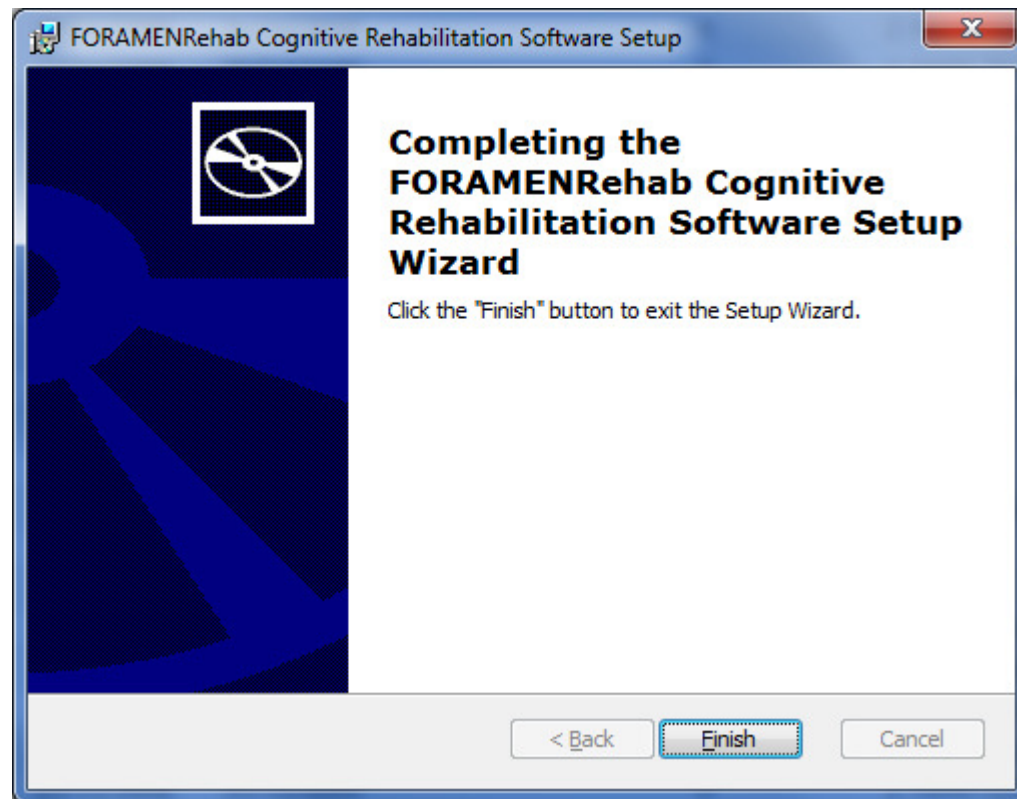 FORAMENRehab Cognitive Rehabilitation Software Setup
Completing the
FORAMENRehab Cognitive
Rehabilitation Software Setup
Wizard
Click the "Finish" button to exit the Setup Wizard.
< Back
Finish
Cancel